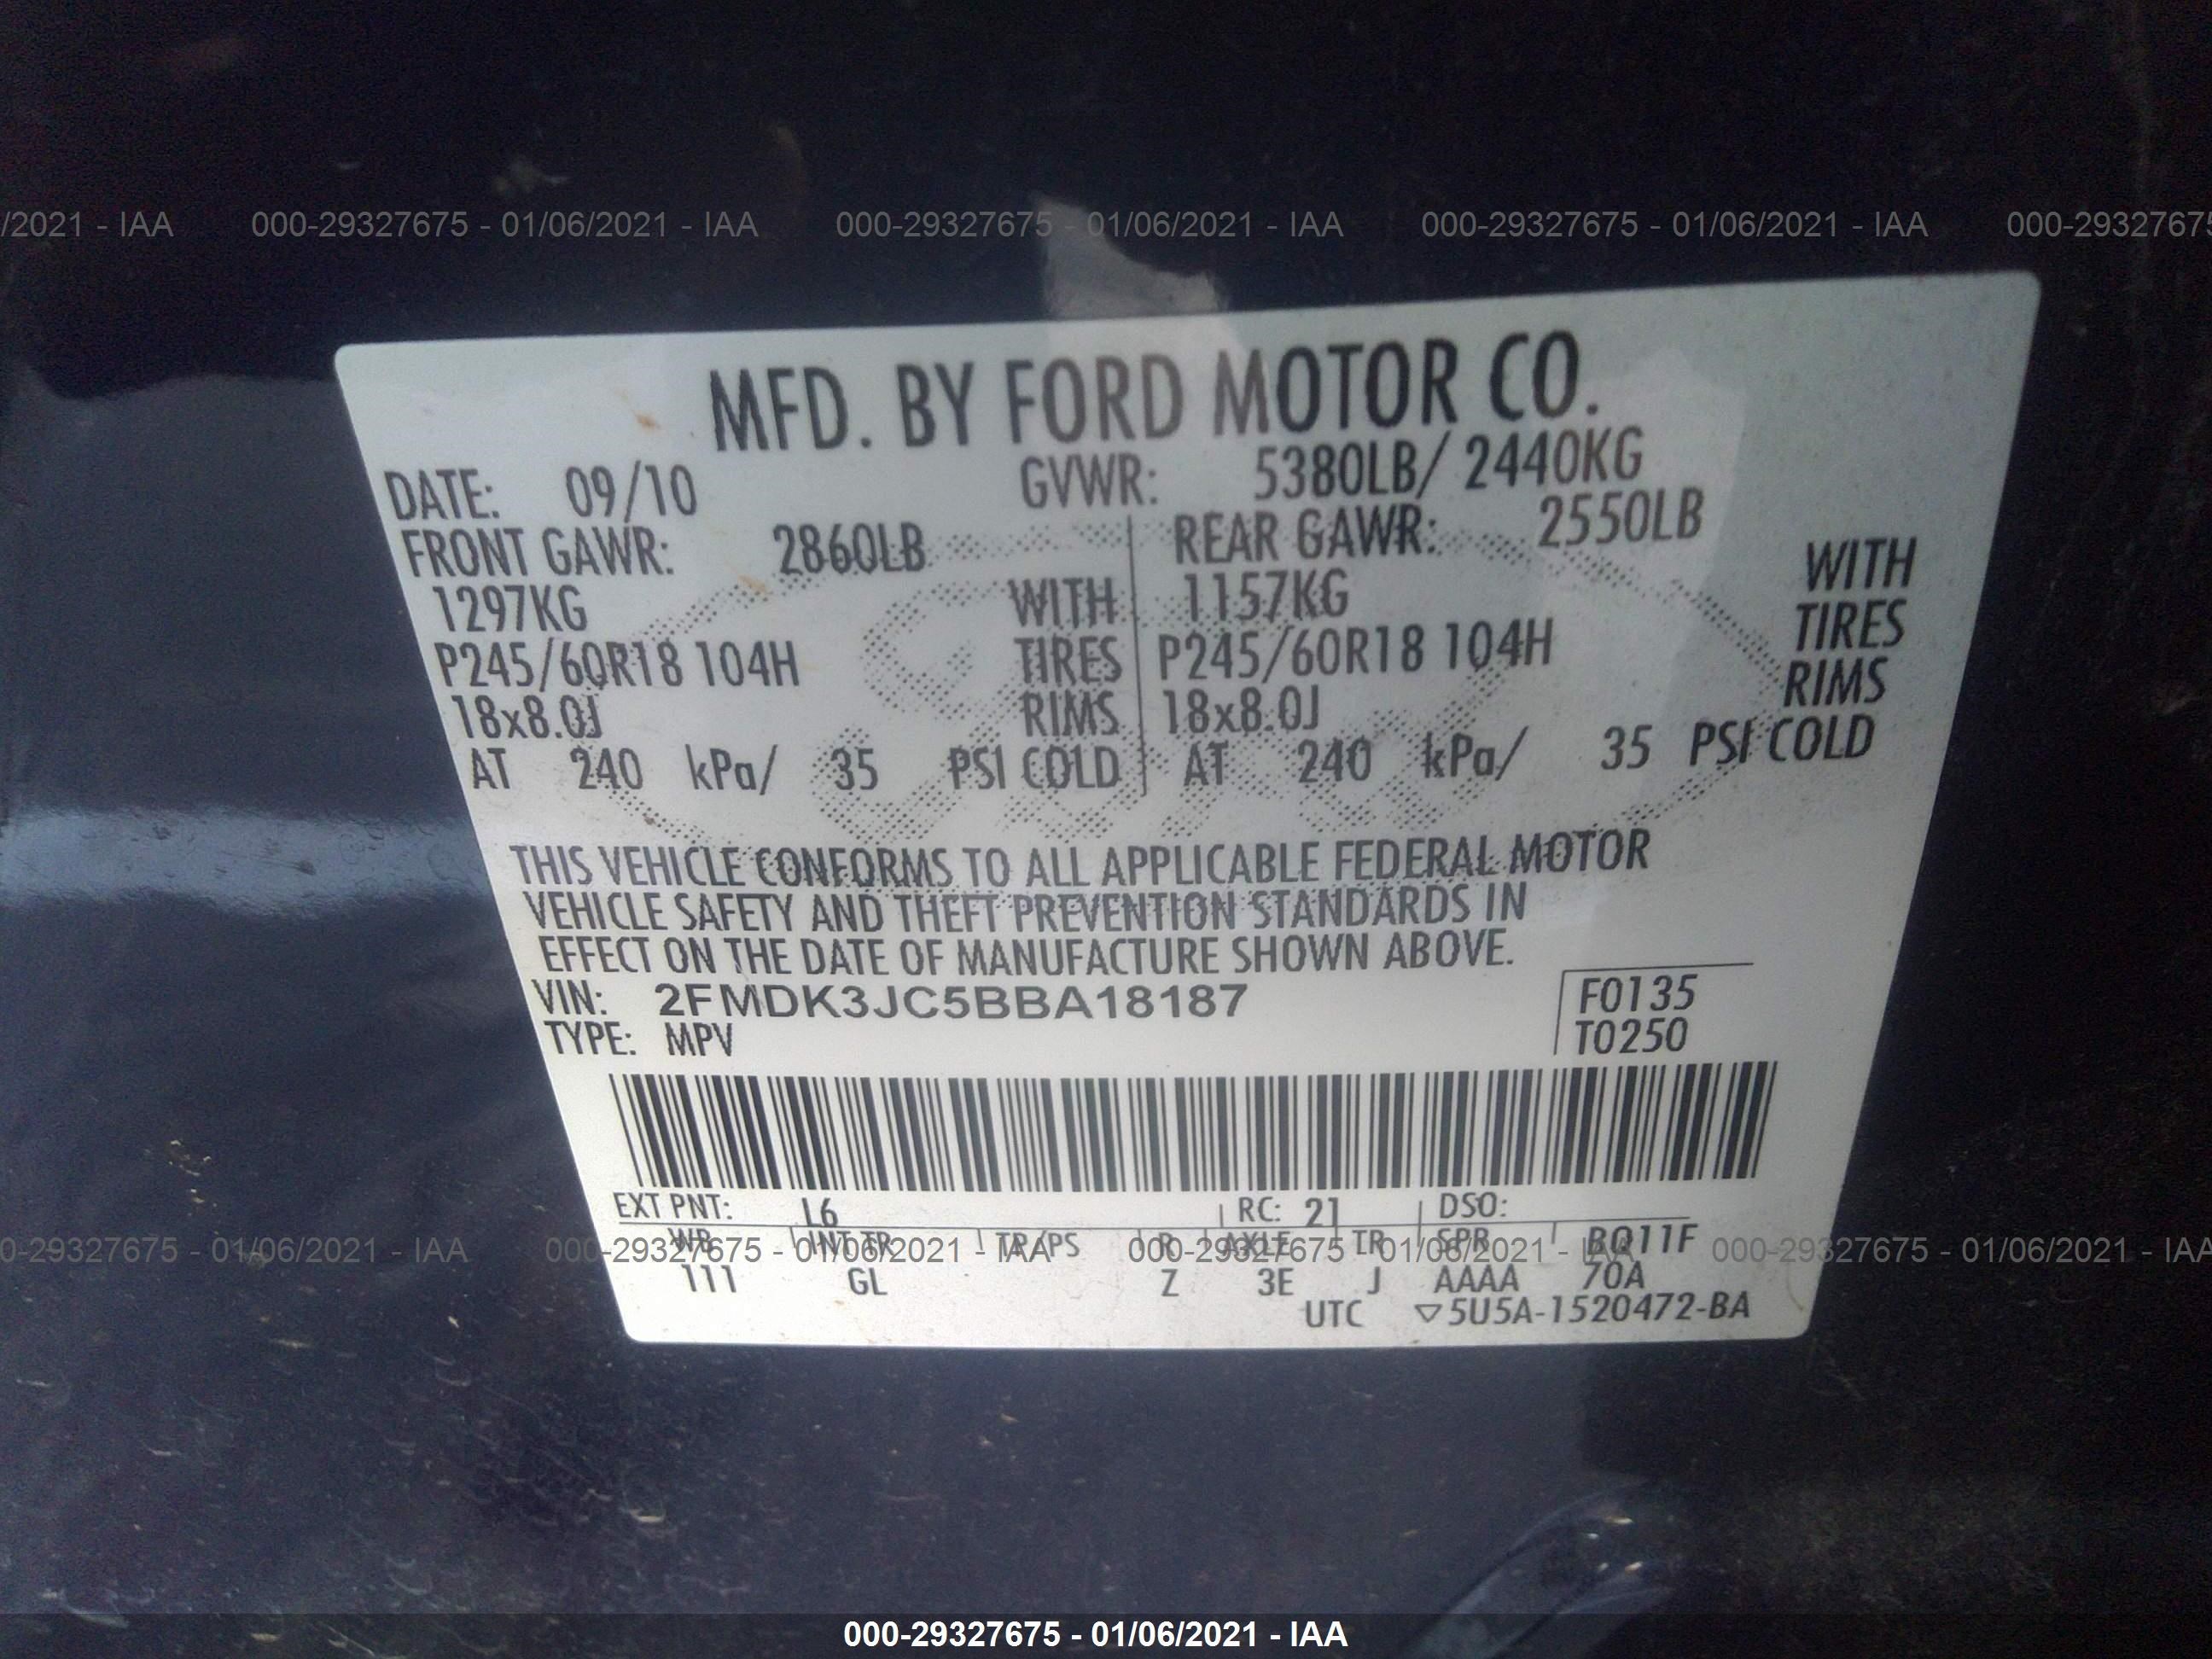 /2021 - IAA 000-29327675 - 01/06/2021 - IAA 000-29327675 - 01/06/2021 - IAA 000-29327675 - 01/06/2021 - IAA 000-2932767
MFD. BY FORD MOTOR CO.
DATE: 09/10 GVWR: 5380LB/ 2440KG
FRONT GAWR: 2860LB REAR GAWR: 2550LB
1297KG WITH 1157KG WITH
P245/60R18 104H TIRES P245/60R18 104H TIRES
18x8.0J RIMS 18x8.0J RIMS
AT 240 kPa/ 35 PSI COLD AT 240 kPa/ 35 PSI COLD
THIS VEHICLE CONFORMS TO ALL APPLICABLE FEDERAL MOTOR
VEHICLE SAFETY AND THEFT PREVENTION STANDARDS IN
EFFECT ON THE DATE OF MANUFACTURE SHOWN ABOVE.
VIN: 2FMDK3JC5BBA18187 F0135
TYPE: MPV T0250
EXT PNT: L6 RC: 21 DSO:
WB INT TR TP/PS R AXLE TR SPR BQ11F
0-29327675 - 01/06/2021 - IAA 000-29327675 - 01/06/2021 - IAA 000-29327675 - 01/06/2021 - IAA 000-29327675 - 01/06/2021 - IAA
111 GL Z 3E J AAAA 70A
UTC ▽5U5A-1520472-BA
000-29327675 - 01/06/2021 - IAA